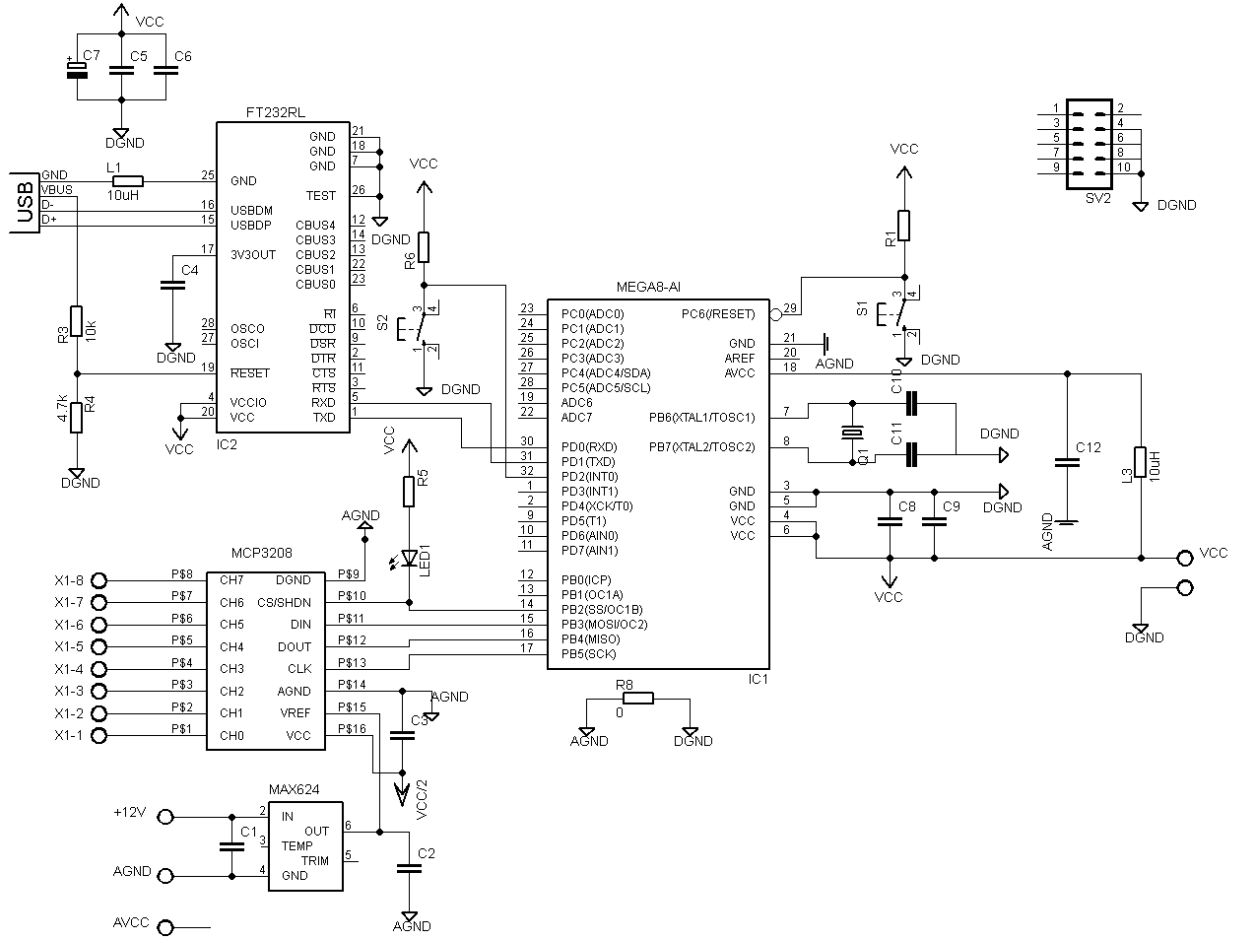 VCC
C7 C5 C6
DGND
FT232RL
USB
GND
VBUS
D-
D+
L1
10uH
25 GND
16 USBDM
15 USBDP
17 3V3OUT
28 OSCO
27 OSCI
19 RESET
4 VCCIO
20 VCC
GND 21
GND 18
GND 7
TEST 26
CBUS4 12
CBUS3 14
CBUS2 13
CBUS1 22
CBUS0 23
RI 6
DCD 10
DSR 9
DTR 2
CTS 11
RTS 3
RXD 5
TXD 1
IC2
C4
DGND
R3
10k
4.7k
R4
DGND
VCC
DGND
VCC
R6
S2
3 4
1 2
DGND
MEGA8-AI
23 PC0(ADC0)
24 PC1(ADC1)
25 PC2(ADC2)
26 PC3(ADC3)
27 PC4(ADC4/SDA)
28 PC5(ADC5/SCL)
19 ADC6
22 ADC7
30 PD0(RXD)
31 PD1(TXD)
32 PD2(INT0)
1 PD3(INT1)
2 PD4(XCK/T0)
9 PD5(T1)
10 PD6(AIN0)
11 PD7(AIN1)
12 PB0(ICP)
13 PB1(OC1A)
14 PB2(SS/OC1B)
15 PB3(MOSI/OC2)
16 PB4(MISO)
17 PB5(SCK)
PC6(/RESET) 29
GND 21
AREF 20
AVCC 18
PB6(XTAL1/TOSC1) 7
PB7(XTAL2/TOSC2) 8
GND 3
GND 5
VCC 4
VCC 6
IC1
VCC
R1
S1
3 4
1 2
DGND
AGND
C10
C11
Q1
DGND
C8 C9
DGND
VCC
C12
AGND
L3
10uH
VCC
DGND
1 2
3 4
5 6
7 8
9 10
SV2
DGND
VCC
R5
LED1
AGND
MCP3208
X1-8 P$8 CH7
X1-7 P$7 CH6
X1-6 P$6 CH5
X1-5 P$5 CH4
X1-4 P$4 CH3
X1-3 P$3 CH2
X1-2 P$2 CH1
X1-1 P$1 CH0
DGND P$9
CS/SHDN P$10
DIN P$11
DOUT P$12
CLK P$13
AGND P$14
VREF P$15
VCC P$16
AGND
C3
VCC/2
R8
0
AGND
DGND
MAX624
+12V
C1
2 IN
3 TEMP
4 GND
OUT 6
TRIM 5
C2
AGND
AGND
AVCC